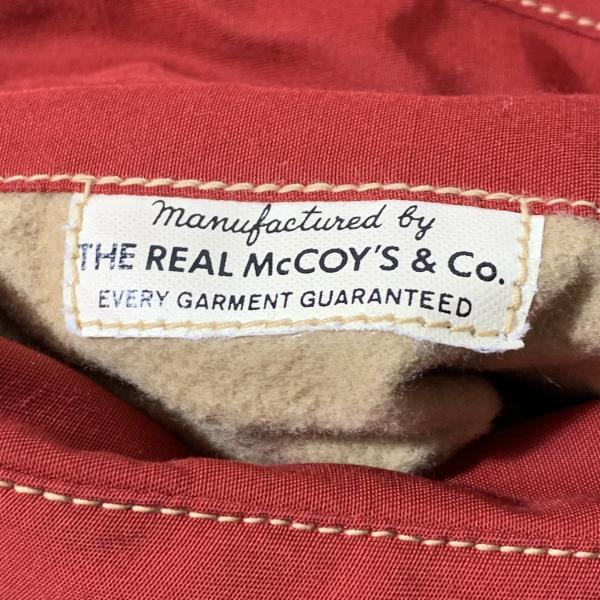 Manufactured by
THE REAL McCOY'S & Co.
EVERY GARMENT GUARANTEED